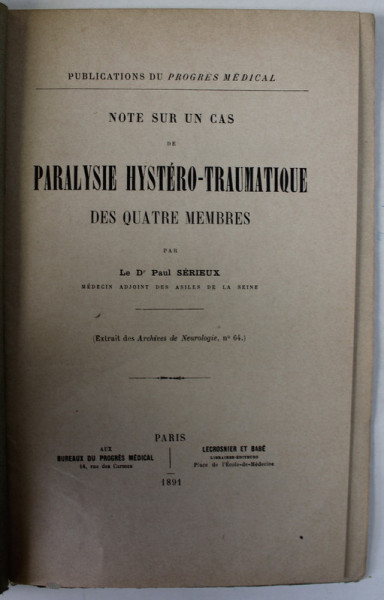 PUBLICATIONS DU PROGRÈS MÉDICAL
NOTE SUR UN CAS
DE
PARALYSIE HYSTÉRO-TRAUMATIQUE
DES QUATRE MEMBRES
PAR
Le Dr Paul SÉRIEUX
MÉDECIN ADJOINT DES ASILES DE LA SEINE
(Extrait des Archives de Neurologie, n° 64.)
PARIS
AUX
BUREAUX DU PROGRÈS MÉDICAL
14, rue des Carmes
LECROSNIER ET BABÉ
LIBRAIRES-ÉDITEURS
Place de l'École-de-Médecine
1891